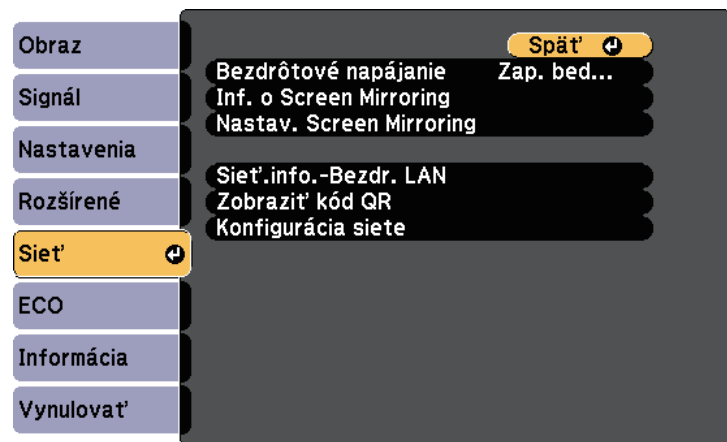 Obraz
Signál
Nastavenia
Rozšírené
Sieť
ECO
Informácia
Vynulovať
Späť
Bezdrôtové napájanie Zap. bed...
Inf. o Screen Mirroring
Nastav. Screen Mirroring
Sieť.info.-Bezdr. LAN
Zobraziť kód QR
Konfigurácia siete